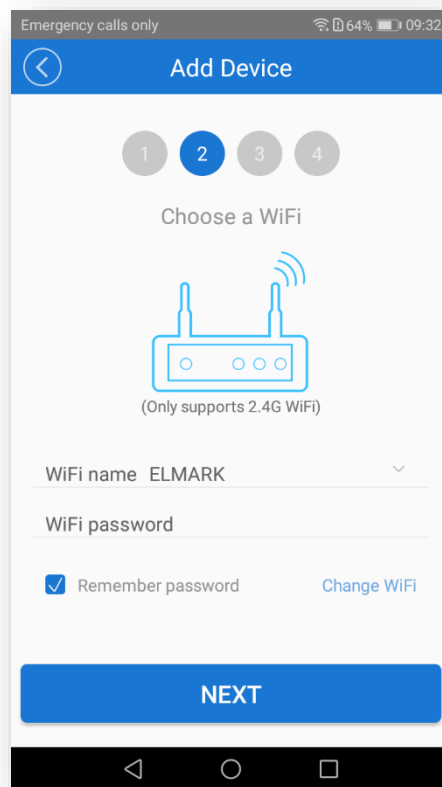 Emergency calls only 64% 09:32
Add Device
1 2 3 4
Choose a WiFi
(Only supports 2.4G WiFi)
WiFi name ELMARK
WiFi password
Remember password Change WiFi
NEXT